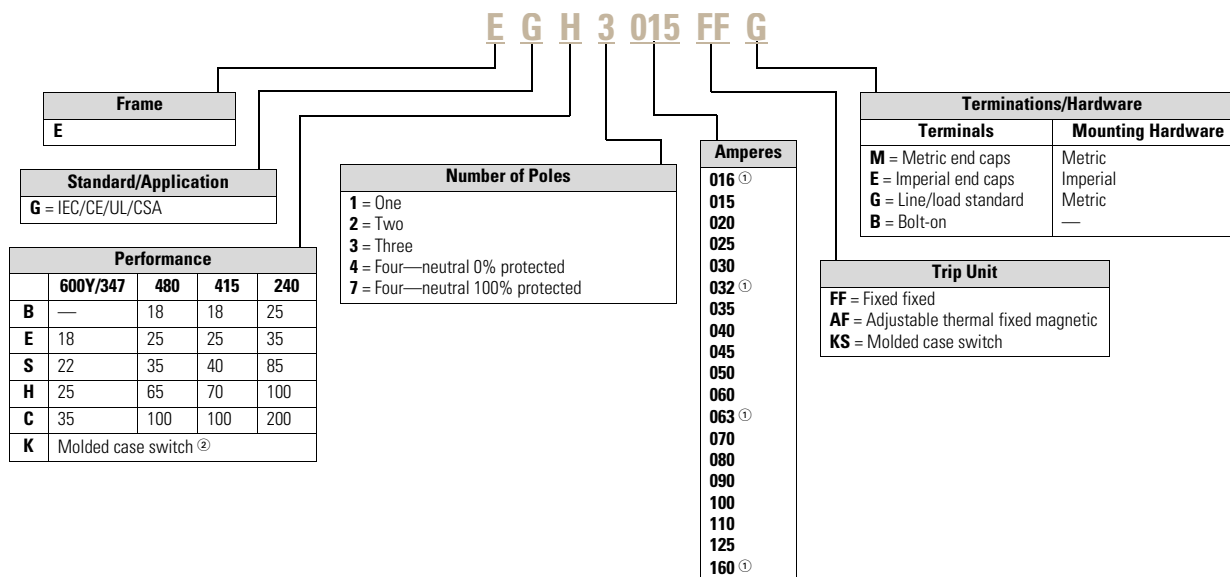 E G H 3 015 FF G
Frame
E
Standard/Application
G = IEC/CE/UL/CSA
Performance
600Y/347 480 415 240
B — 18 18 25
E 18 25 25 35
S 22 35 40 85
H 25 65 70 100
C 35 100 100 200
K Molded case switch ②
Number of Poles
1 = One
2 = Two
3 = Three
4 = Four—neutral 0% protected
7 = Four—neutral 100% protected
Amperes
016 ①
015
020
025
030
032 ①
035
040
045
050
060
063 ①
070
080
090
100
110
125
160 ①
Trip Unit
FF = Fixed fixed
AF = Adjustable thermal fixed magnetic
KS = Molded case switch
Terminations/Hardware
Terminals Mounting Hardware
M = Metric end caps Metric
E = Imperial end caps Imperial
G = Line/load standard Metric
B = Bolt-on —